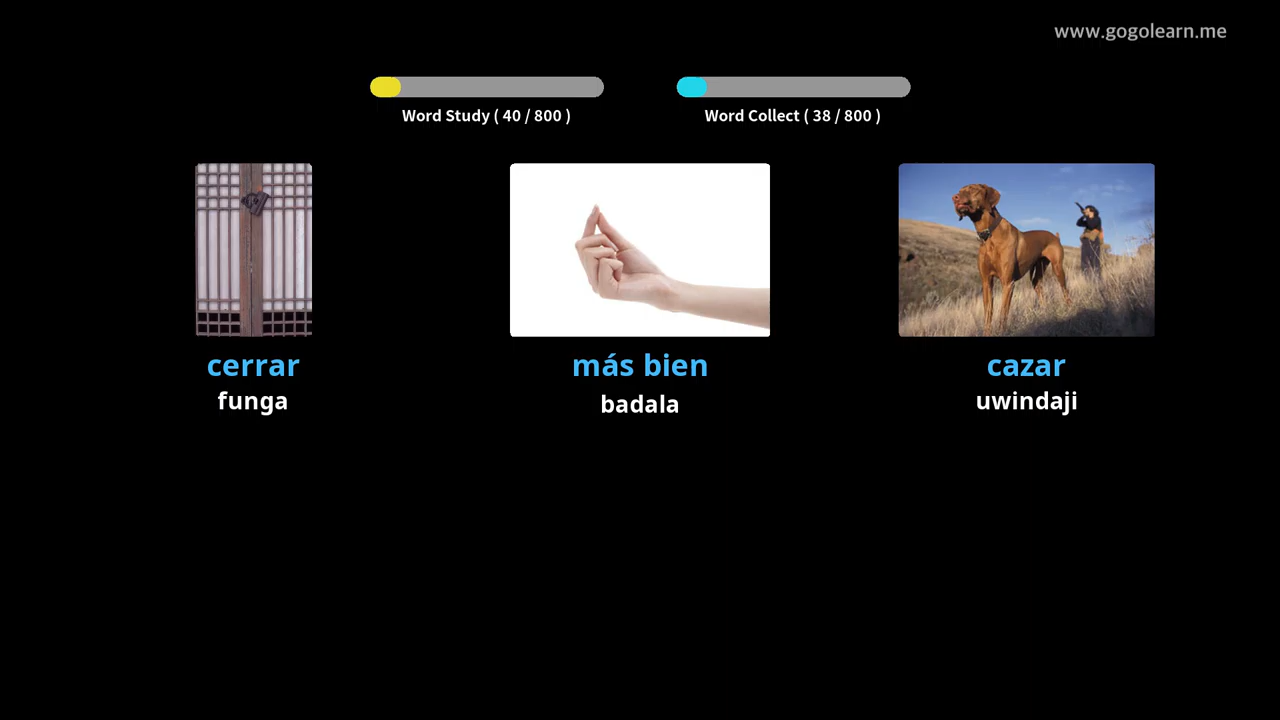 www.gogolearn.me
Word Study ( 40 / 800 )
Word Collect ( 38 / 800 )
cerrar
funga
más bien
badala
cazar
uwindaji